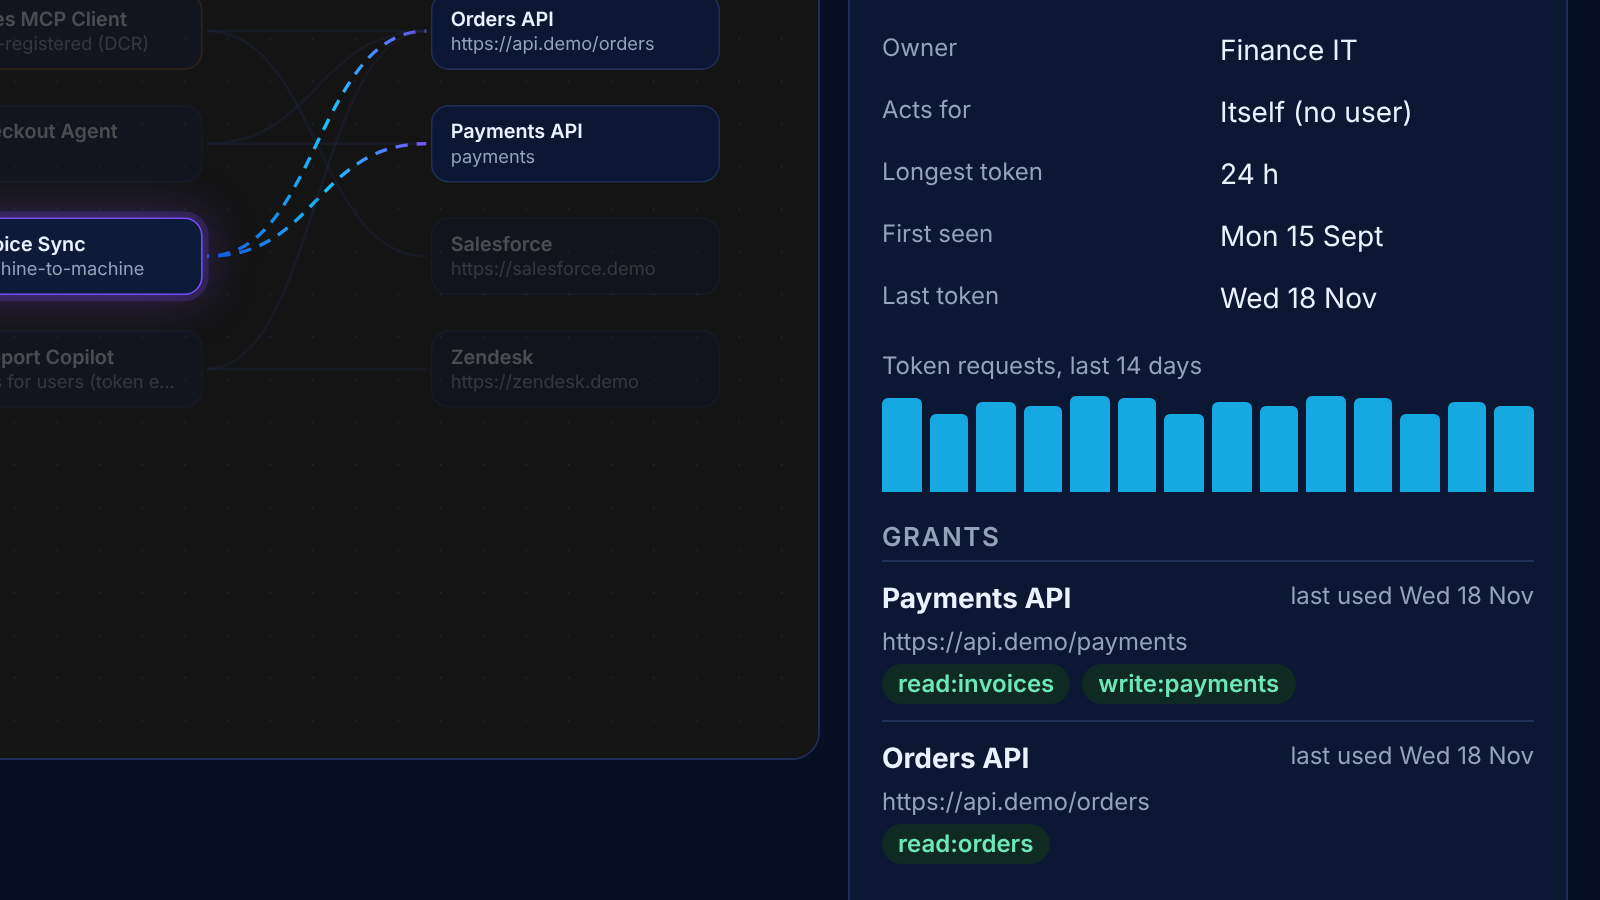 es MCP Client
-registered (DCR)
ckout Agent
oice Sync
hine-to-machine
port Copilot
s for users (token e...
Orders API
https://api.demo/orders
Payments API
payments
Salesforce
https://salesforce.demo
Zendesk
https://zendesk.demo
Owner Finance IT
Acts for Itself (no user)
Longest token 24 h
First seen Mon 15 Sept
Last token Wed 18 Nov
Token requests, last 14 days
GRANTS
Payments API last used Wed 18 Nov
https://api.demo/payments
read:invoices write:payments
Orders API last used Wed 18 Nov
https://api.demo/orders
read:orders